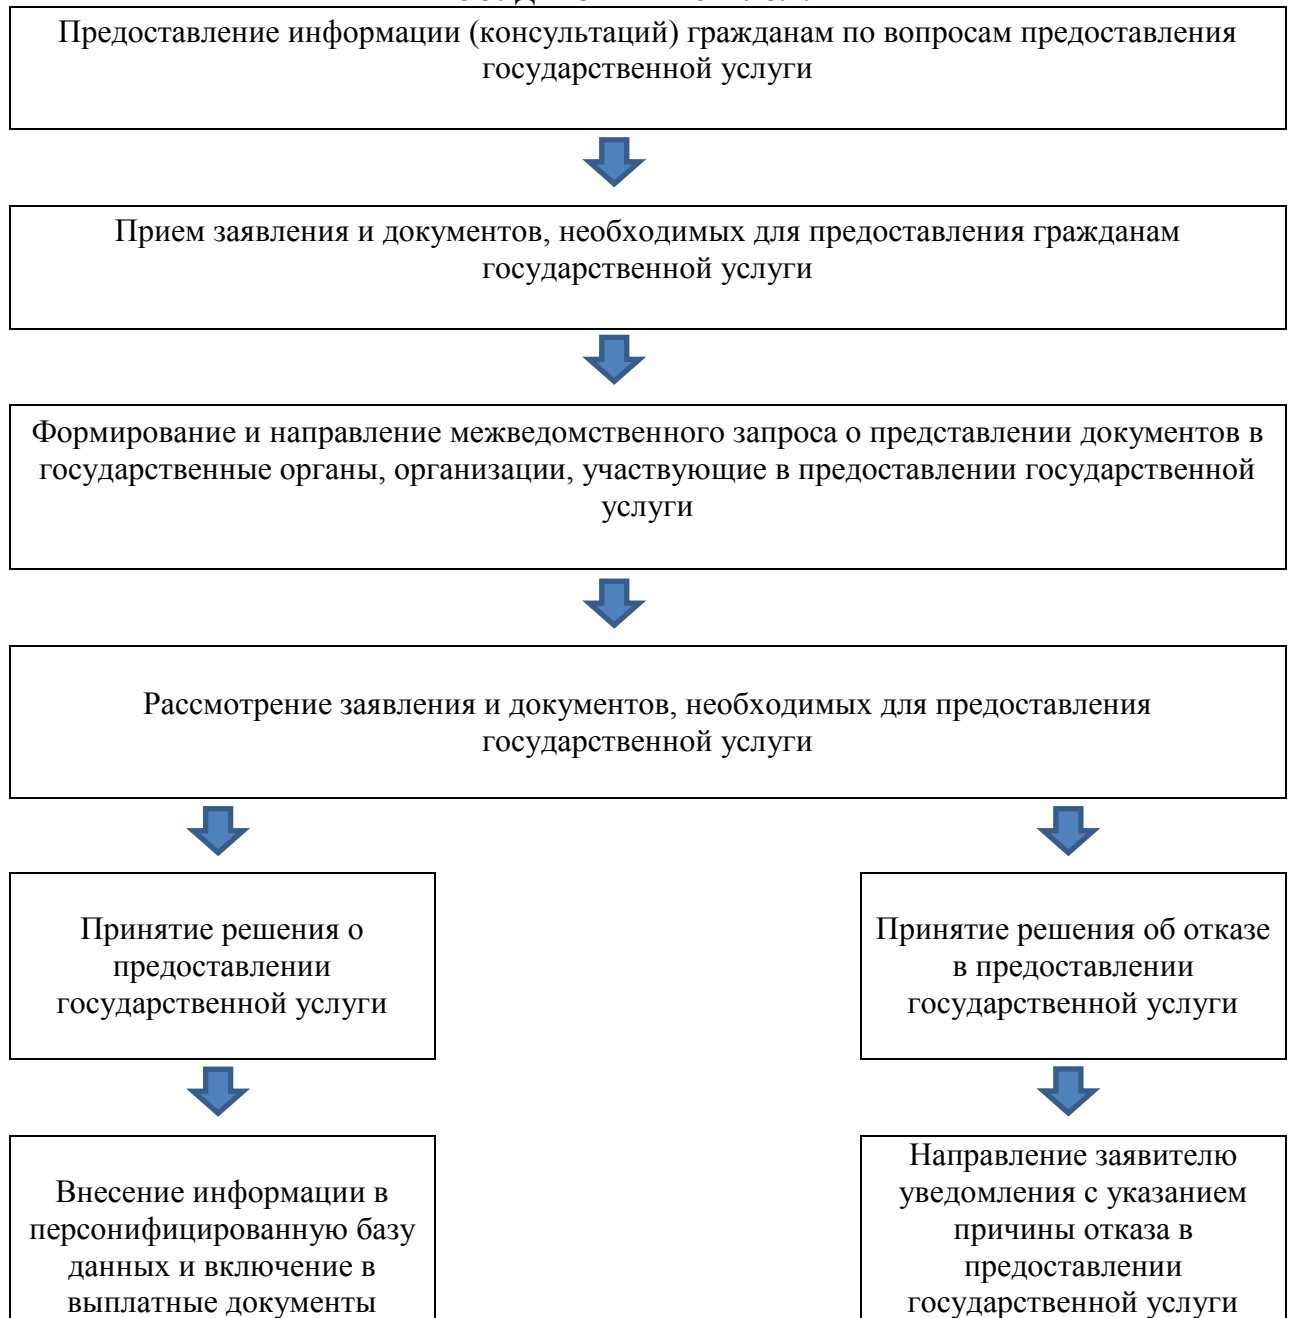 Предоставление информации (консультаций) гражданам по вопросам предоставления
государственной услуги
Прием заявления и документов, необходимых для предоставления гражданам
государственной услуги
Формирование и направление межведомственного запроса о представлении документов в
государственные органы, организации, участвующие в предоставлении государственной
услуги
Рассмотрение заявления и документов, необходимых для предоставления
государственной услуги
Принятие решения о
предоставлении
государственной услуги
Принятие решения об отказе
в предоставлении
государственной услуги
Внесение информации в
персонифицированную базу
данных и включение в
выплатные документы
Направление заявителю
уведомления с указанием
причины отказа в
предоставлении
государственной услуги